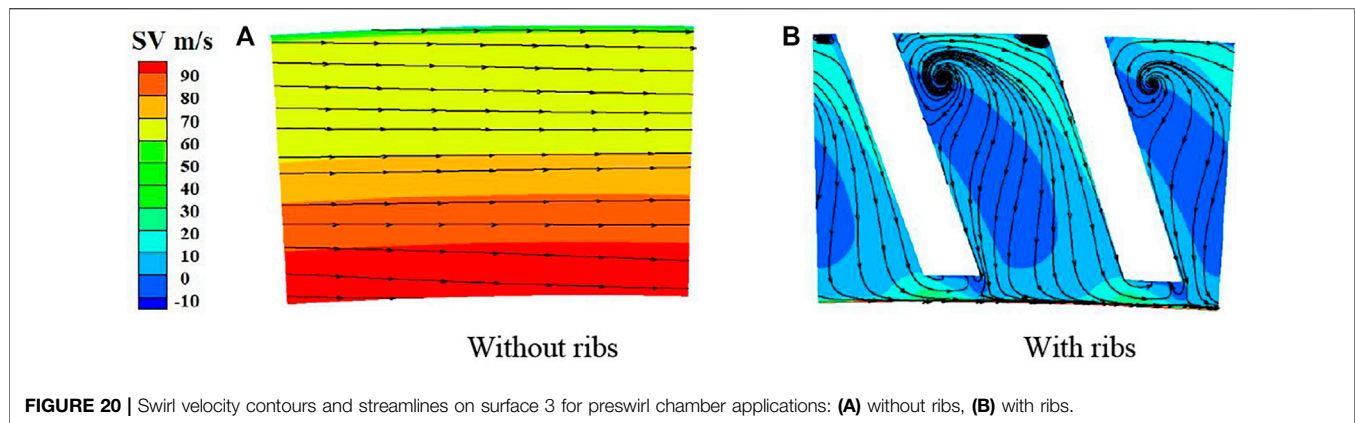 SV m/s
90
80
70
60
50
40
30
20
10
0
-10
A
B
Without ribs
With ribs
FIGURE 20 | Swirl velocity contours and streamlines on surface 3 for preswirl chamber applications: (A) without ribs, (B) with ribs.